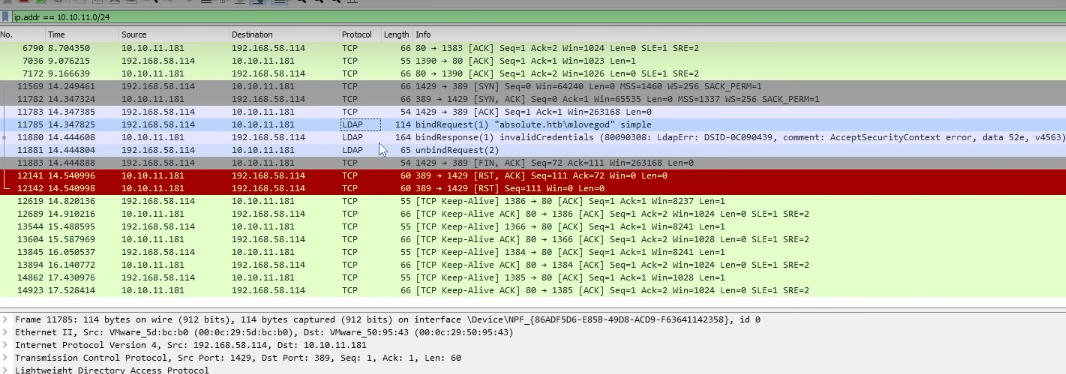 ip.addr == 10.10.11.0/24
No. Time Source Destination Protocol Length Info
6790 8.704350 10.10.11.181 192.168.58.114 TCP 66 80 → 1383 [ACK] Seq=1 Ack=2 Win=1024 Len=0 SLE=1 SRE=2
7036 9.076215 192.168.58.114 10.10.11.181 TCP 55 1390 → 80 [ACK] Seq=1 Ack=1 Win=1023 Len=1
7172 9.166639 10.10.11.181 192.168.58.114 TCP 66 80 → 1390 [ACK] Seq=1 Ack=2 Win=1026 Len=0 SLE=1 SRE=2
11569 14.249461 192.168.58.114 10.10.11.181 TCP 66 1429 → 389 [SYN] Seq=0 Win=64240 Len=0 MSS=1460 WS=256 SACK_PERM=1
11782 14.347324 10.10.11.181 192.168.58.114 TCP 66 389 → 1429 [SYN, ACK] Seq=0 Ack=1 Win=65535 Len=0 MSS=1337 WS=256 SACK_PERM=1
11783 14.347385 192.168.58.114 10.10.11.181 TCP 54 1429 → 389 [ACK] Seq=1 Ack=1 Win=263168 Len=0
11785 14.347825 192.168.58.114 10.10.11.181 LDAP 114 bindRequest(1) "absolute.htb\mlovegod" simple
11880 14.444608 10.10.11.181 192.168.58.114 LDAP 164 bindResponse(1) invalidCredentials (80090308: LdapErr: DSID-0C090439, comment: AcceptSecurityContext error, data 52e, v4563)
11881 14.444804 192.168.58.114 10.10.11.181 LDAP 65 unbindRequest(2)
11883 14.444888 192.168.58.114 10.10.11.181 TCP 54 1429 → 389 [FIN, ACK] Seq=72 Ack=111 Win=263168 Len=0
12141 14.540996 10.10.11.181 192.168.58.114 TCP 60 389 → 1429 [RST, ACK] Seq=111 Ack=72 Win=0 Len=0
12142 14.540998 10.10.11.181 192.168.58.114 TCP 60 389 → 1429 [RST] Seq=111 Win=0 Len=0
12619 14.820136 192.168.58.114 10.10.11.181 TCP 55 [TCP Keep-Alive] 1386 → 80 [ACK] Seq=1 Ack=1 Win=8237 Len=1
12689 14.910216 10.10.11.181 192.168.58.114 TCP 66 [TCP Keep-Alive ACK] 80 → 1386 [ACK] Seq=1 Ack=2 Win=1024 Len=0 SLE=1 SRE=2
13544 15.488595 192.168.58.114 10.10.11.181 TCP 55 [TCP Keep-Alive] 1366 → 80 [ACK] Seq=1 Ack=1 Win=8241 Len=1
13604 15.587969 10.10.11.181 192.168.58.114 TCP 66 [TCP Keep-Alive ACK] 80 → 1366 [ACK] Seq=1 Ack=2 Win=1028 Len=0 SLE=1 SRE=2
13845 16.050537 192.168.58.114 10.10.11.181 TCP 55 [TCP Keep-Alive] 1384 → 80 [ACK] Seq=1 Ack=1 Win=8241 Len=1
13894 16.140772 10.10.11.181 192.168.58.114 TCP 66 [TCP Keep-Alive ACK] 80 → 1384 [ACK] Seq=1 Ack=2 Win=1024 Len=0 SLE=1 SRE=2
14862 17.430976 192.168.58.114 10.10.11.181 TCP 55 [TCP Keep-Alive] 1385 → 80 [ACK] Seq=1 Ack=1 Win=1028 Len=1
14923 17.528414 10.10.11.181 192.168.58.114 TCP 66 [TCP Keep-Alive ACK] 80 → 1385 [ACK] Seq=1 Ack=2 Win=1024 Len=0 SLE=1 SRE=2
Frame 11785: 114 bytes on wire (912 bits), 114 bytes captured (912 bits) on interface \Device\NPF_{86ADF5D6-E85B-49D8-ACD9-F63641142358}, id 0
Ethernet II, Src: VMware_5d:bc:b0 (00:0c:29:5d:bc:b0), Dst: VMware_50:95:43 (00:0c:29:50:95:43)
Internet Protocol Version 4, Src: 192.168.58.114, Dst: 10.10.11.181
Transmission Control Protocol, Src Port: 1429, Dst Port: 389, Seq: 1, Ack: 1, Len: 60
Lightweight Directory Access Protocol